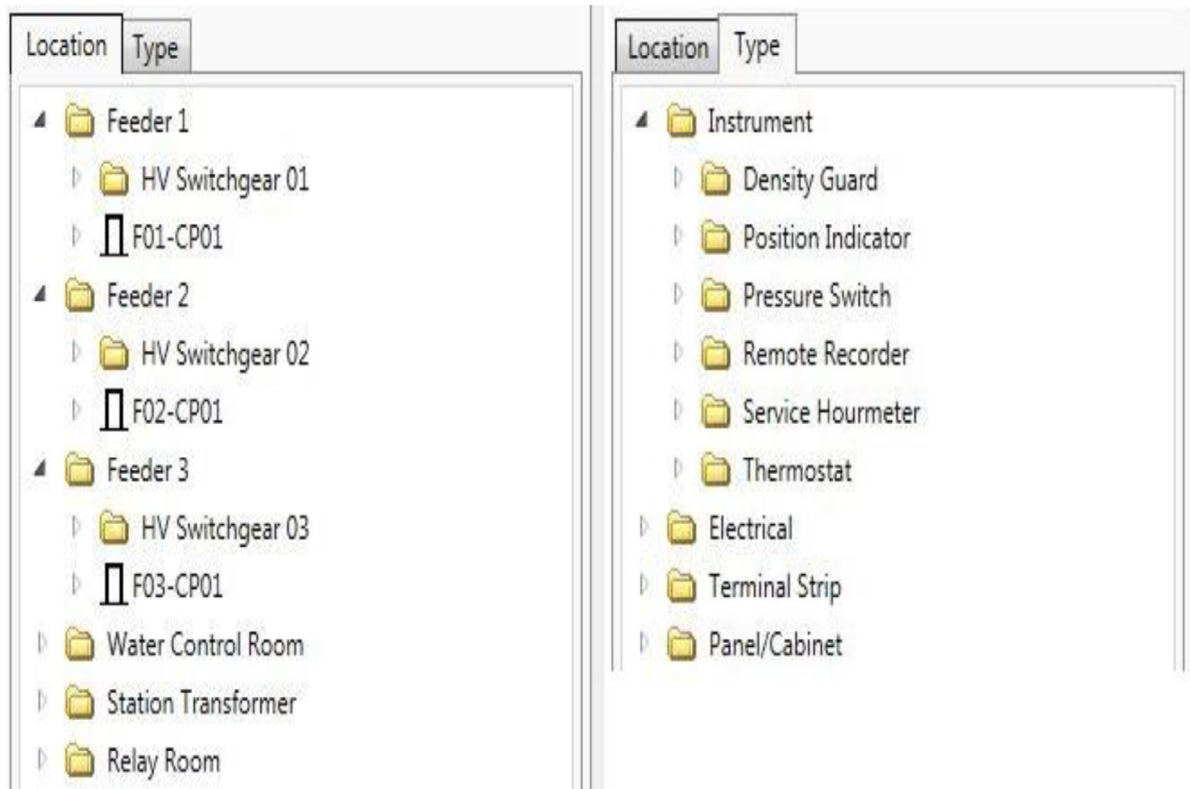 Location Type
Feeder 1
HV Switchgear 01
F01-CP01
Feeder 2
HV Switchgear 02
F02-CP01
Feeder 3
HV Switchgear 03
F03-CP01
Water Control Room
Station Transformer
Relay Room
Location Type
Instrument
Density Guard
Position Indicator
Pressure Switch
Remote Recorder
Service Hourmeter
Thermostat
Electrical
Terminal Strip
Panel/Cabinet